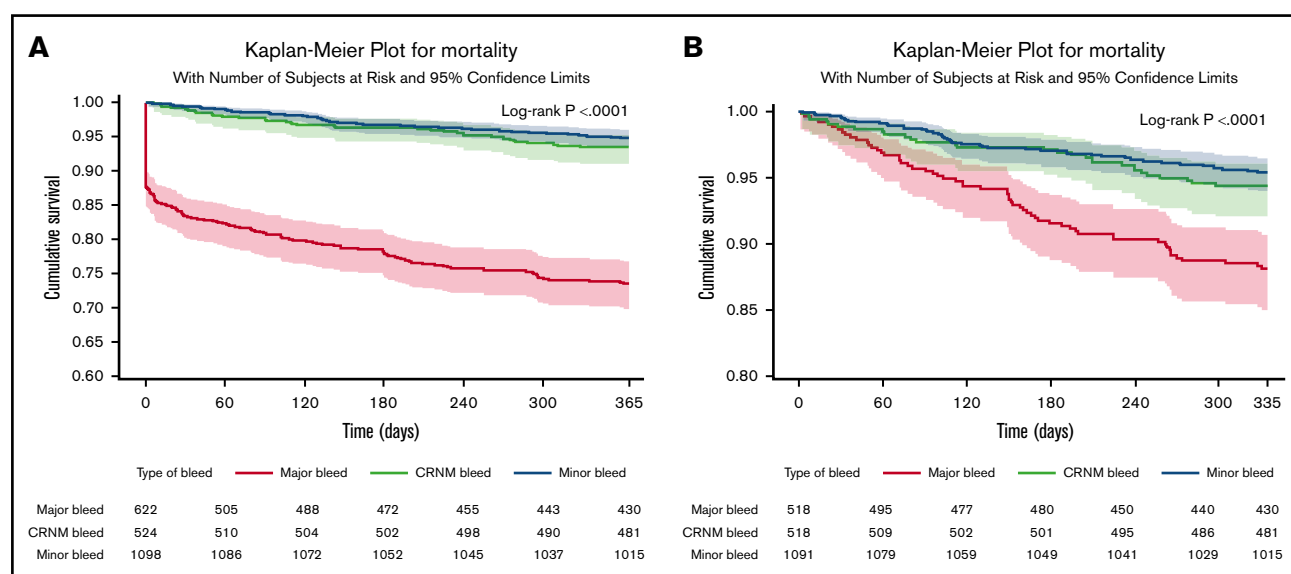 A
Kaplan-Meier Plot for mortality
With Number of Subjects at Risk and 95% Confidence Limits
Log-rank P <.0001
1.00
0.95
0.90
0.85
0.80
0.75
0.70
0.65
0.60
Cumulative survival
0 60 120 180 240 300 365
Time (days)
Type of bleed Major bleed CRNM bleed Minor bleed
Major bleed 622 505 488 472 455 443 430
CRNM bleed 524 510 504 502 498 490 481
Minor bleed 1098 1086 1072 1052 1045 1037 1015
B
Kaplan-Meier Plot for mortality
With Number of Subjects at Risk and 95% Confidence Limits
Log-rank P <.0001
1.00
0.95
0.90
0.85
0.80
Cumulative survival
0 60 120 180 240 300 335
Time (days)
Type of bleed Major bleed CRNM bleed Minor bleed
Major bleed 518 495 477 480 450 440 430
CRNM bleed 518 509 502 501 495 486 481
Minor bleed 1091 1079 1059 1049 1041 1029 1015